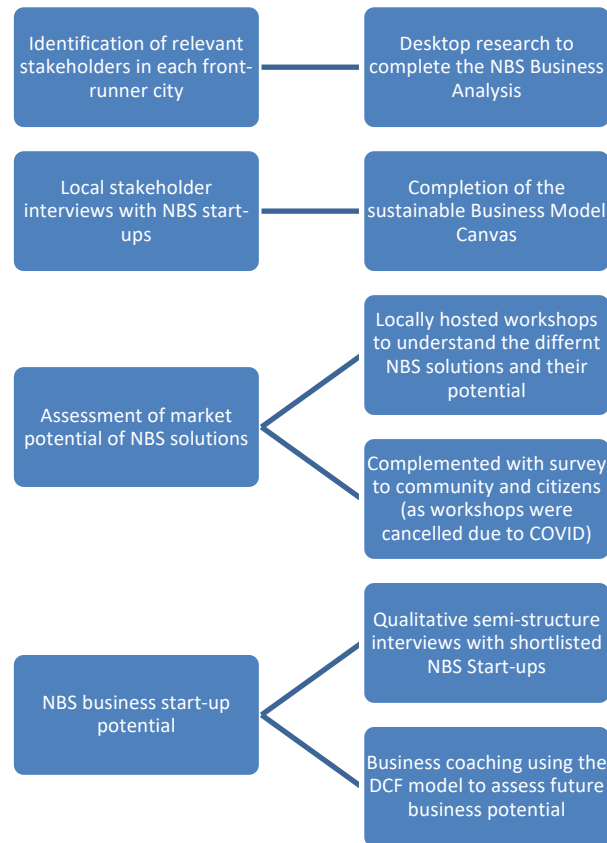 Identification of relevant
stakeholders in each front-
runner city
Desktop research to
complete the NBS Business
Analysis
Local stakeholder
interviews with NBS start-
ups
Completion of the
sustainable Business Model
Canvas
Assessment of market
potential of NBS solutions
Locally hosted workshops
to understand the differnt
NBS solutions and their
potential
Complemented with survey
to community and citizens
(as workshops were
cancelled due to COVID)
NBS business start-up
potential
Qualitative semi-structure
interviews with shortlisted
NBS Start-ups
Business coaching using the
DCF model to assess future
business potential